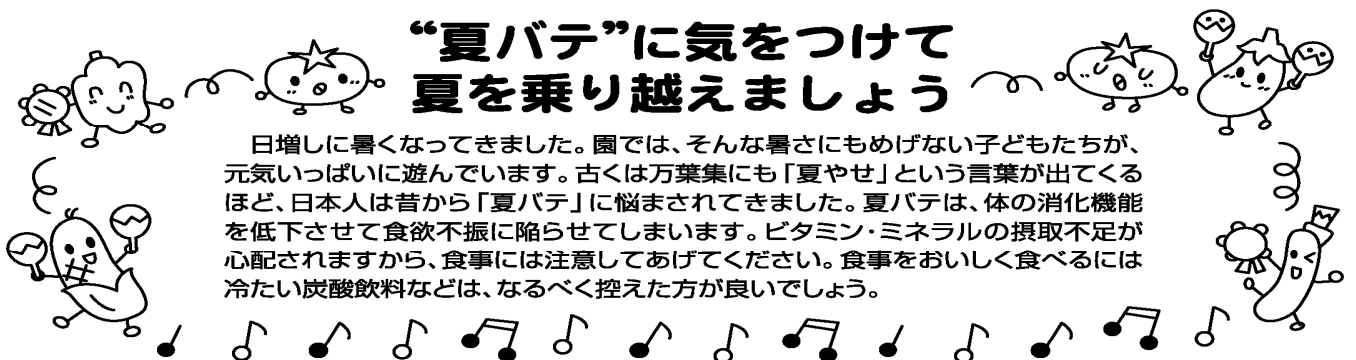 “夏バテ”に気をつけて
夏を乗り越えましょう
日増しに暑くなってきました。園では、そんな暑さにもめげない子どもたちが、
元気いっぱいに遊んでいます。古くは万葉集にも「夏やせ」という言葉が出てくる
ほど、日本人は昔から「夏バテ」に悩まされてきました。夏バテは、体の消化機能
を低下させて食欲不振に陥らせてしまいます。ビタミン・ミネラルの摂取不足が
心配されますから、食事には注意してあげてください。食事をおいしく食べるには
冷たい炭酸飲料などは、なるべく控えた方が良いでしょう。